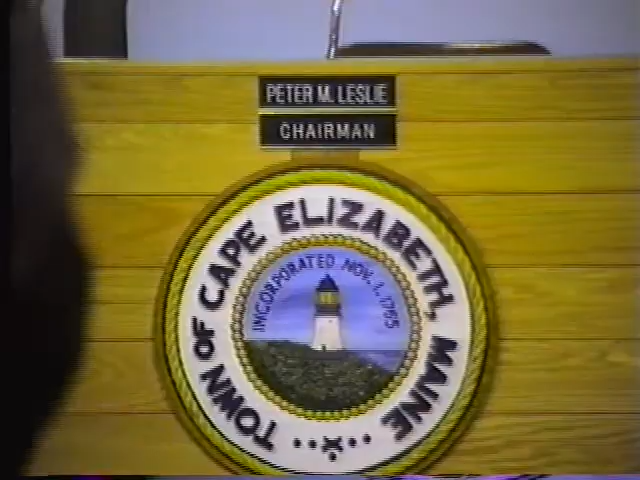 PETER M. LESLIE
CHAIRMAN
TOWN OF CAPE ELIZABETH, MAINE
INCORPORATED NOV. 1, 1765